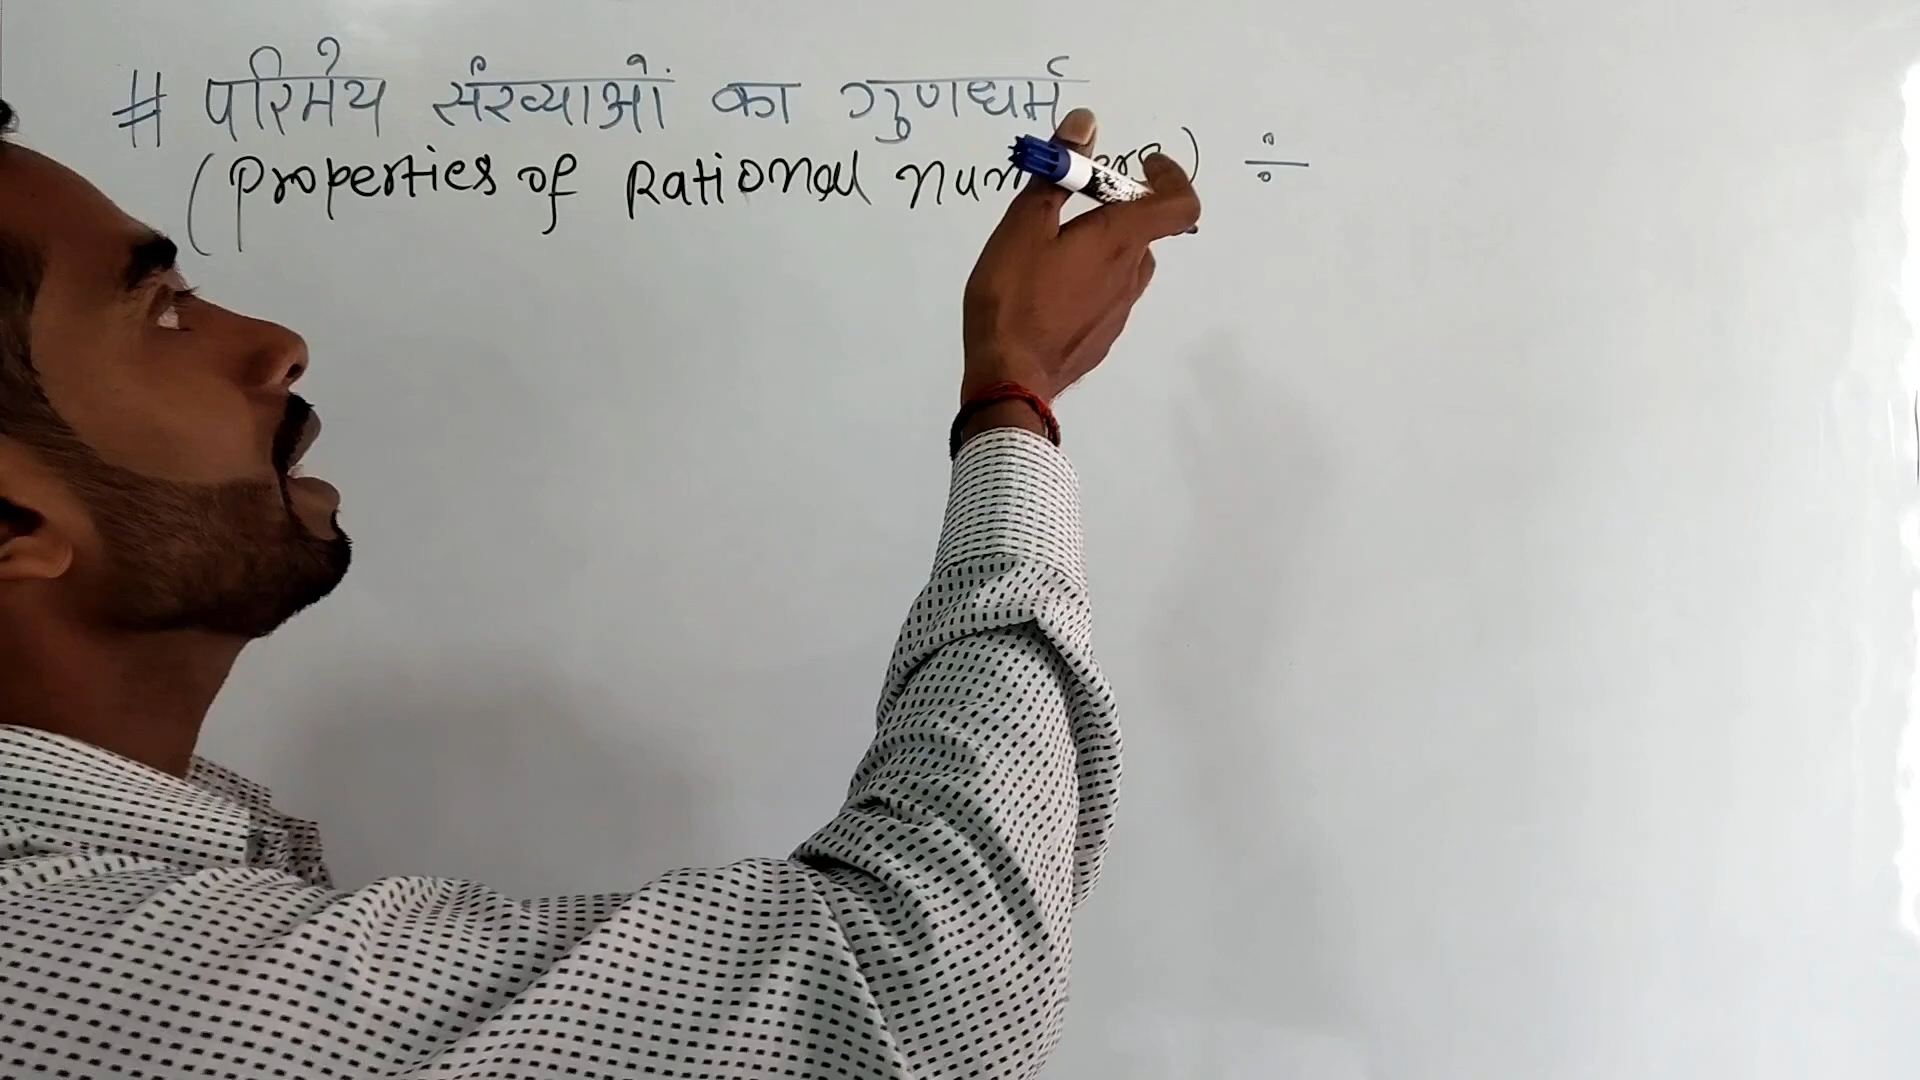 # परिमेय संख्याओं का गुणधर्म
(Properties of Rational ) ÷